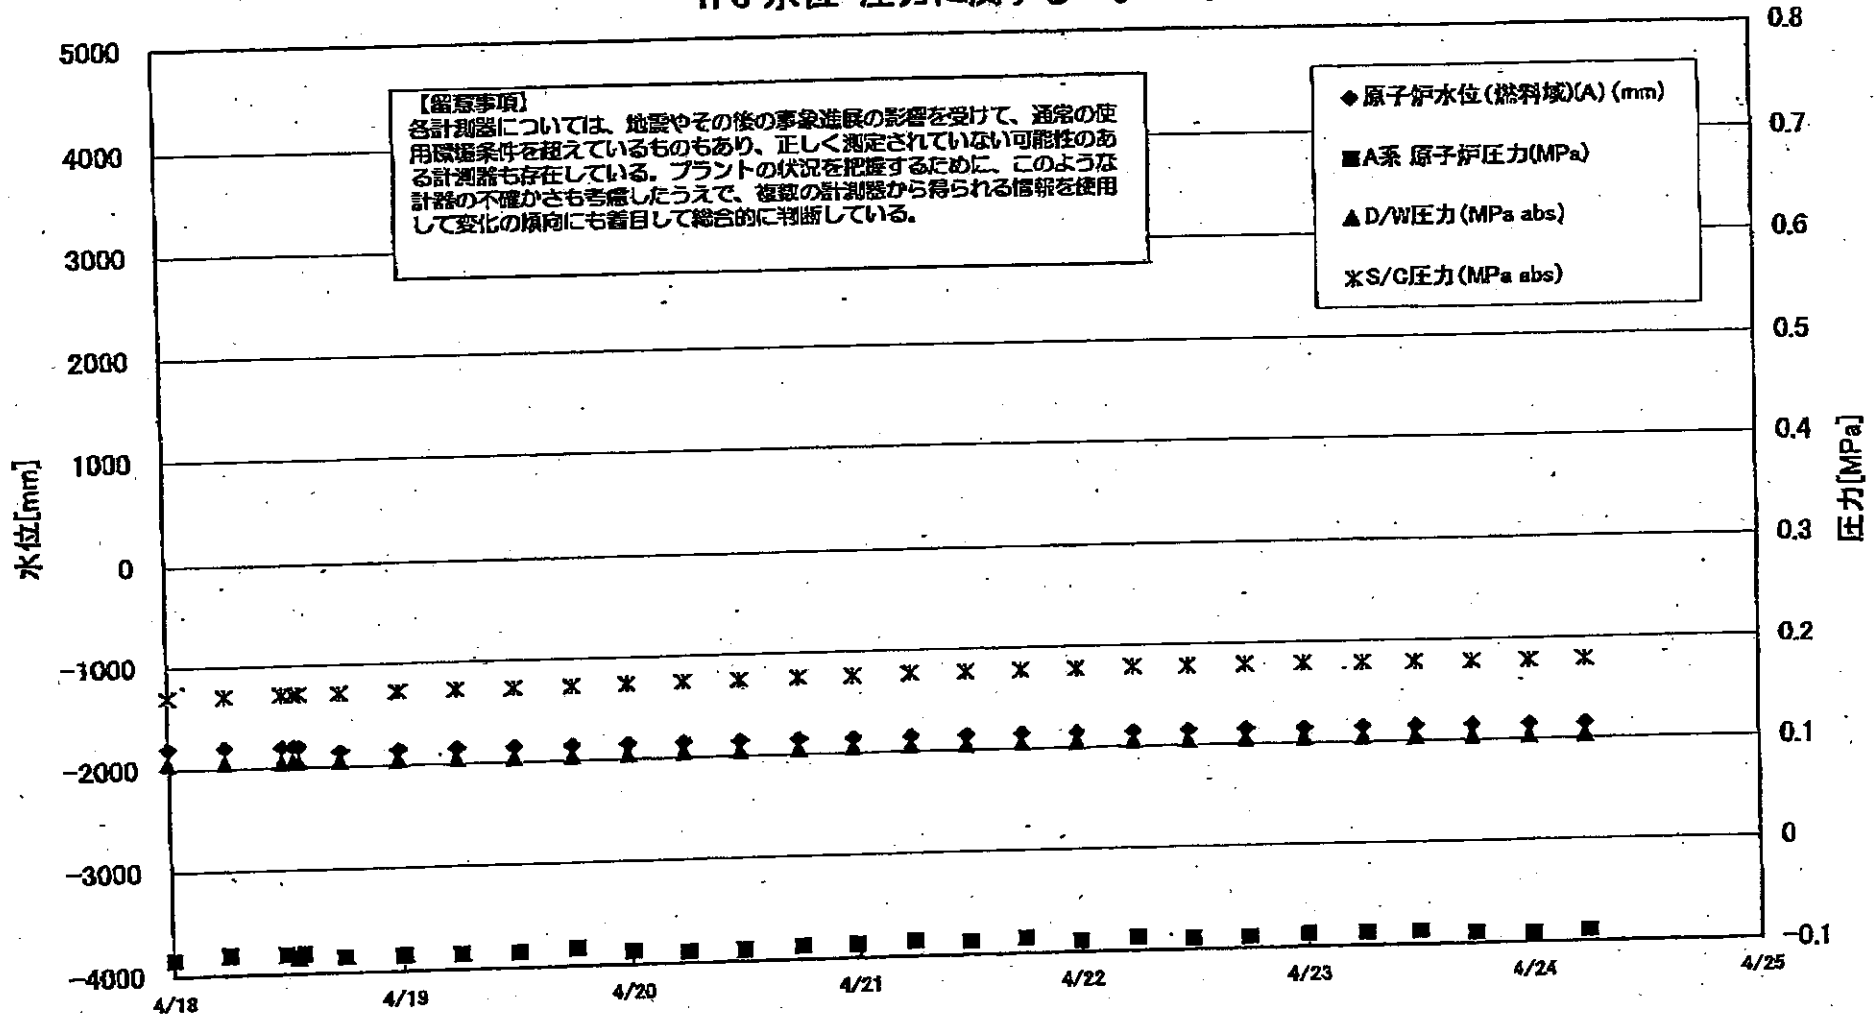 水位 圧力に関する
5000
4000
3000
2000
1000
0
-1000
-2000
-3000
-4000
水位[mm]
【留意事項】
各計測器については、地震やその後の事象進展の影響を受けて、通常の使
用環境条件を超えているものもあり、正しく測定されていない可能性のあ
る計測器も存在している。プラントの状況を把握するために、このような
計器の不確かさも考慮したうえで、複数の計測器から得られる情報を使用
して変化の傾向にも着目して総合的に判断している。
◆原子炉水位(燃料域)(A)(mm)
■A系 原子炉圧力(MPa)
▲D/W圧力(MPa abs)
S/C圧力(MPa abs)
0.8
0.7
0.6
0.5
0.4
0.3
0.2
0.1
0
-0.1
圧力[MPa]
4/18
4/19
4/20
4/21
4/22
4/23
4/24
4/25